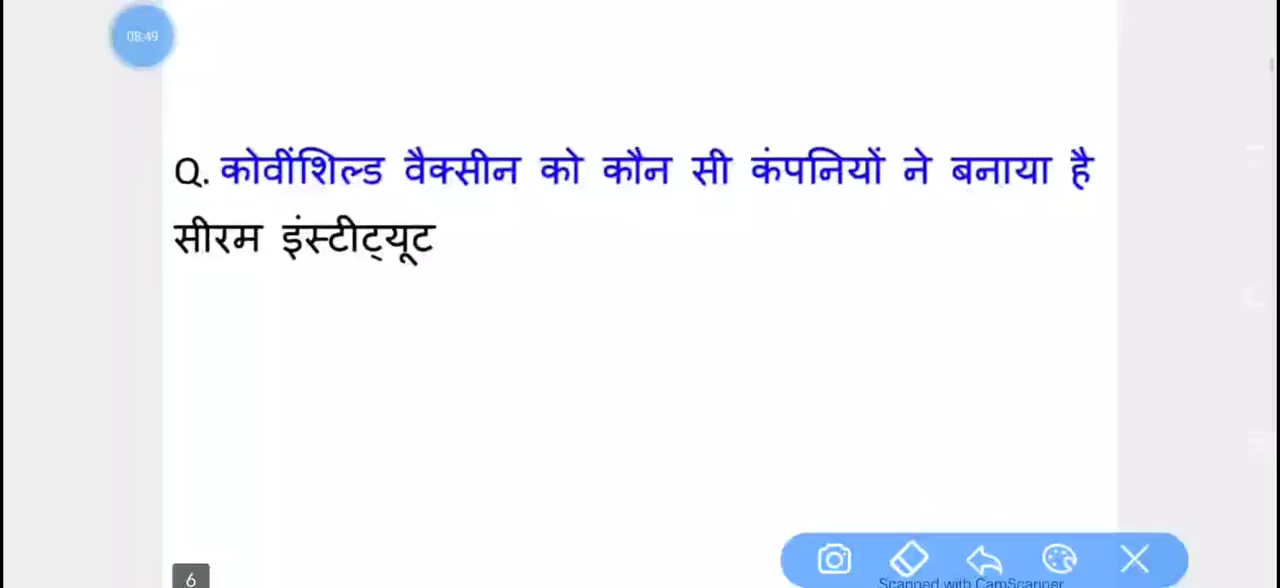 08:49
Q. कोवींशिल्ड वैक्सीन को कौन सी कंपनियों ने बनाया है
सीरम इंस्टीट्यूट
6
Scanned with CamScanner